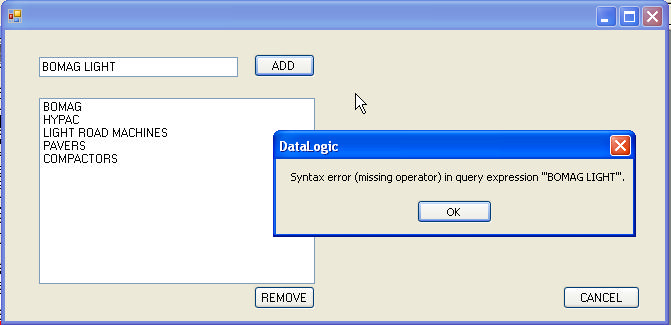 BOMAG LIGHT
ADD
BOMAG
HYPAC
LIGHT ROAD MACHINES
PAVERS
COMPACTORS
DataLogic
Syntax error (missing operator) in query expression '"BOMAG LIGHT"'.
OK
REMOVE
CANCEL